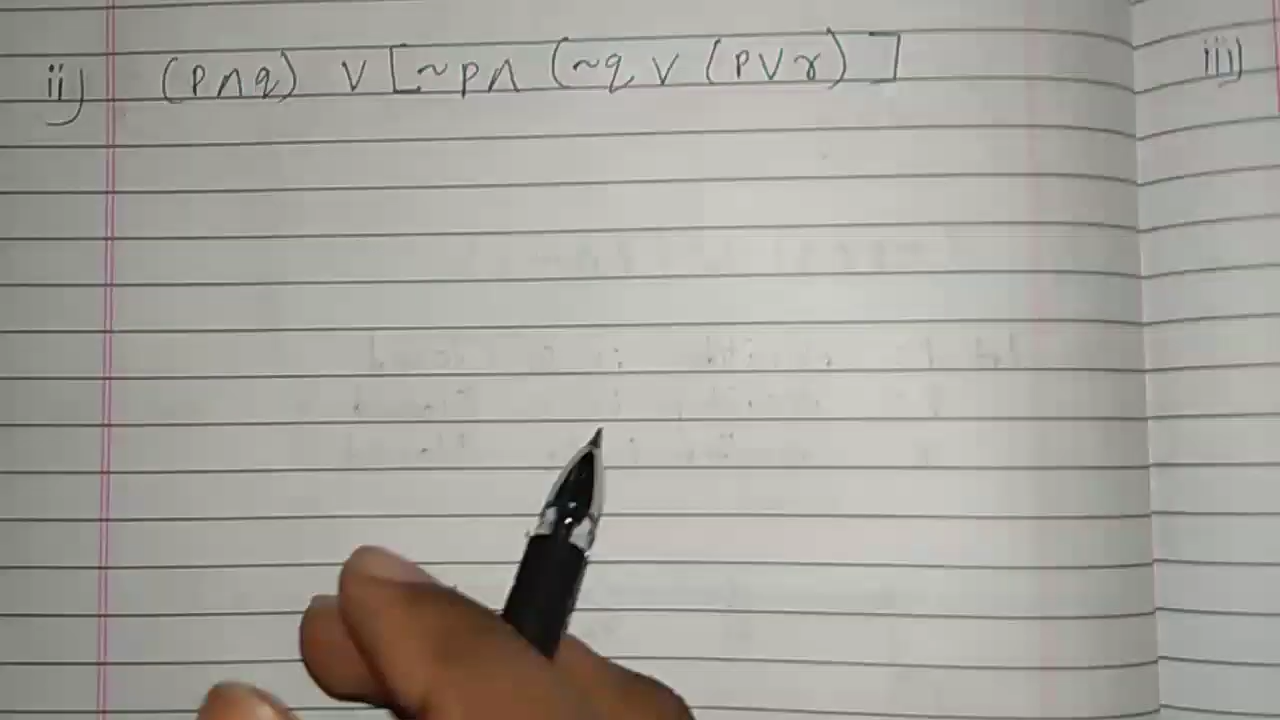 ii) (p∧q) ∨ [~p∧ (~q ∨ (p∨r) ]
iii)